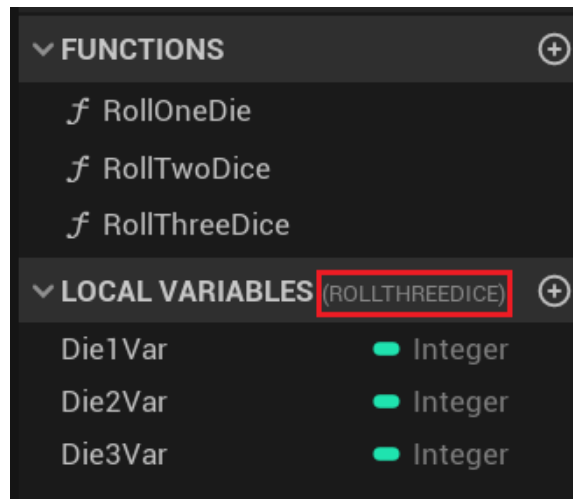 FUNCTIONS
f RollOneDie
f RollTwoDice
f RollThreeDice
LOCAL VARIABLES (ROLLTHREEDICE)
Die1Var Integer
Die2Var Integer
Die3Var Integer